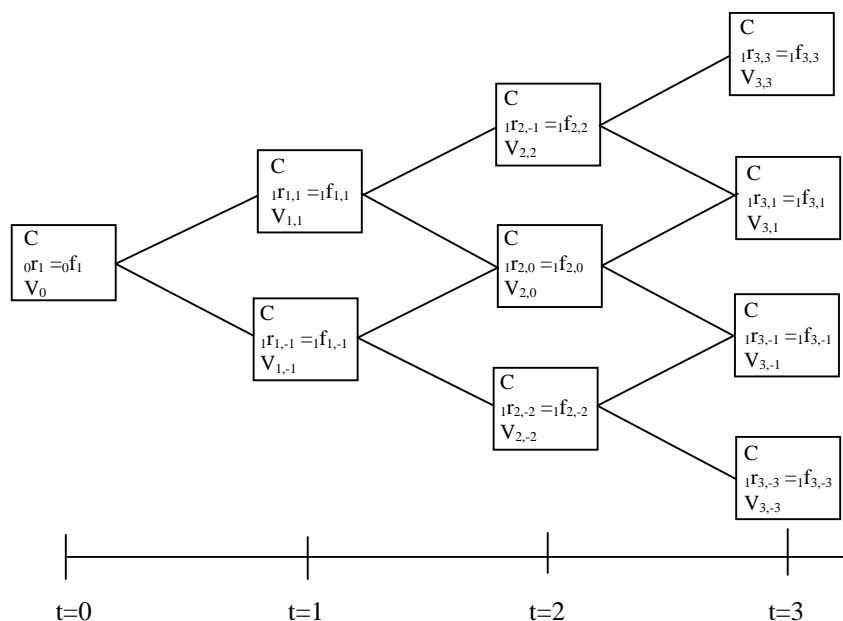 C
₁r₃,₃ =₁f₃,₃
V₃,₃
C
₁r₂,₋₁ =₁f₂,₂
V₂,₂
C
₁r₁,₁ =₁f₁,₁
V₁,₁
C
₁r₃,₁ =₁f₃,₁
V₃,₁
C
₀r₁ =₀f₁
V₀
C
₁r₂,₀ =₁f₂,₀
V₂,₀
C
₁r₁,₋₁ =₁f₁,₋₁
V₁,₋₁
C
₁r₃,₋₁ =₁f₃,₋₁
V₃,₋₁
C
₁r₂,₋₂ =₁f₂,₋₂
V₂,₋₂
C
₁r₃,₋₃ =₁f₃,₋₃
V₃,₋₃
t=0 t=1 t=2 t=3